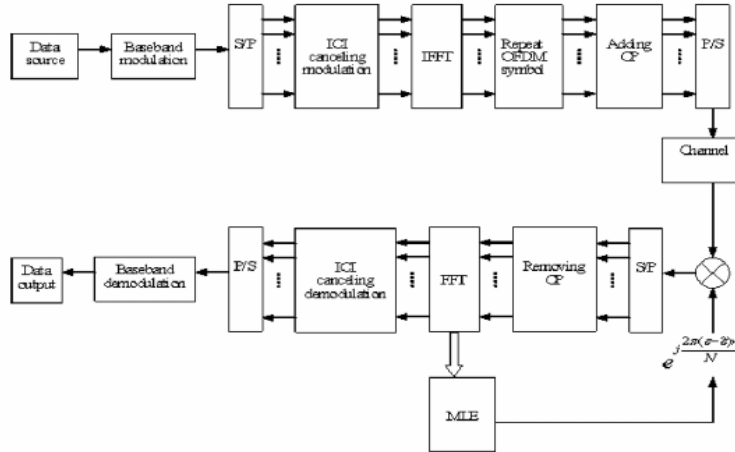 Data
source
Baseband
modulation
S/P
ICI
canceling
modulation
IFFT
Repeat
OFDM
symbol
Adding
CP
P/S
Channel
Data
output
Baseband
demodulation
P/S
ICI
canceling
demodulation
FFT
Removing
CP
S/P
MLE